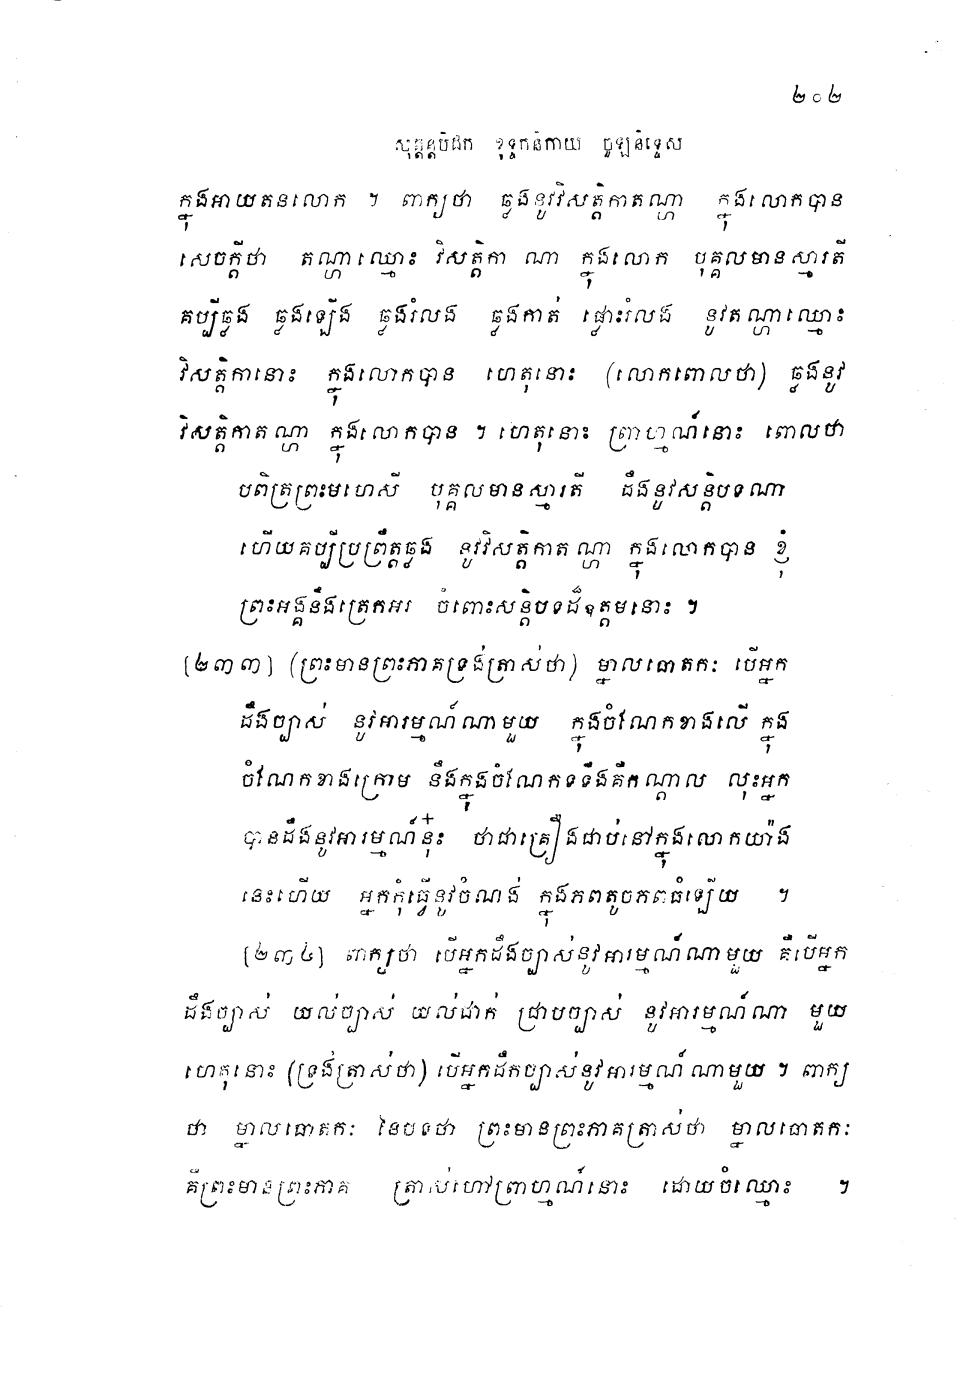 ២០២
សុត្តន្តបិដក ខុទ្ទកនិកាយ ចូឡនិទ្ទេស
ក្នុងអាយតនលោក ។ ពាក្យថា ឆ្លងនូវវិសត្តិកាតណ្ហា ក្នុងលោកបាន
សេចក្តីថា តណ្ហាឈ្មោះ វិសត្តិកា ណា ក្នុងលោក បុគ្គលមានស្មារតី
គប្បីឆ្លង ឆ្លងឡើង ឆ្លងរំលង ឆ្លងកាត់ ផ្លោះរំលង នូវតណ្ហាឈ្មោះ
វិសត្តិកានោះ ក្នុងលោកបាន ហេតុនោះ (លោកពោលថា) ឆ្លងនូវ
វិសត្តិកាតណ្ហា ក្នុងលោកបាន ។ ហេតុនោះ ព្រាហ្មណ៍នោះ ពោលថា
បពិត្រព្រះមហេសី បុគ្គលមានស្មារតី ដឹងនូវសន្តិបទណា
ហើយគប្បីប្រព្រឹត្តឆ្លង នូវវិសត្តិកាតណ្ហា ក្នុងលោកបាន ខ្ញុំ
ព្រះអង្គនឹងត្រេកអរ ចំពោះសន្តិបទដ៏ឧត្តមនោះ ។
[២៣៣] (ព្រះមានព្រះភាគទ្រង់ត្រាស់ថា) ម្នាលធោតកៈ បើអ្នក
ដឹងច្បាស់ នូវអារម្មណ៍ណាមួយ ក្នុងចំណែកខាងលើ ក្នុង
ចំណែកខាងក្រោម នឹងក្នុងចំណែកទទឹងគឺកណ្តាល លុះអ្នក
បានដឹងនូវអារម្មណ៍នុ៎ះ ថាជាគ្រឿងជាប់នៅក្នុងលោកយ៉ាង
នេះហើយ អ្នកកុំធ្វើនូវចំណង់ ក្នុងភពតូចភពធំឡើយ ។
[២៣៤] ពាក្យថា បើអ្នកដឹងច្បាស់នូវអារម្មណ៍ណាមួយ គឺបើអ្នក
ដឹងច្បាស់ យល់ច្បាស់ យល់ជាក់ ជ្រាបច្បាស់ នូវអារម្មណ៍ណា មួយ
ហេតុនោះ (ទ្រង់ត្រាស់ថា) បើអ្នកដឹកច្បាស់នូវអារម្មណ៍ ណាមួយ ។ ពាក្យ
ថា ម្នាលធោតកៈ នៃបទថា ព្រះមានព្រះភាគត្រាស់ថា ម្នាលធោតកៈ
គឺព្រះមានព្រះភាគ ត្រាស់ហៅព្រាហ្មណ៍នោះ ដោយចំឈ្មោះ ។